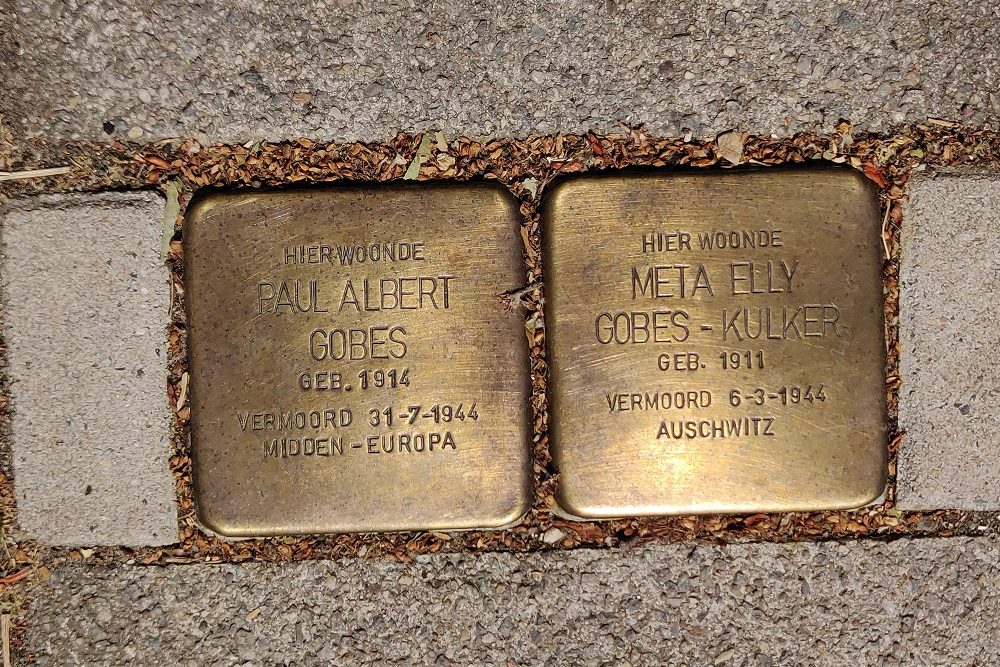 HIER WOONDE
PAUL ALBERT
GOBES
GEB. 1914
VERMOORD 31-7-1944
MIDDEN-EUROPA
HIER WOONDE
META ELLY
GOBES - KULKER
GEB. 1911
VERMOORD 6-3-1944
AUSCHWITZ